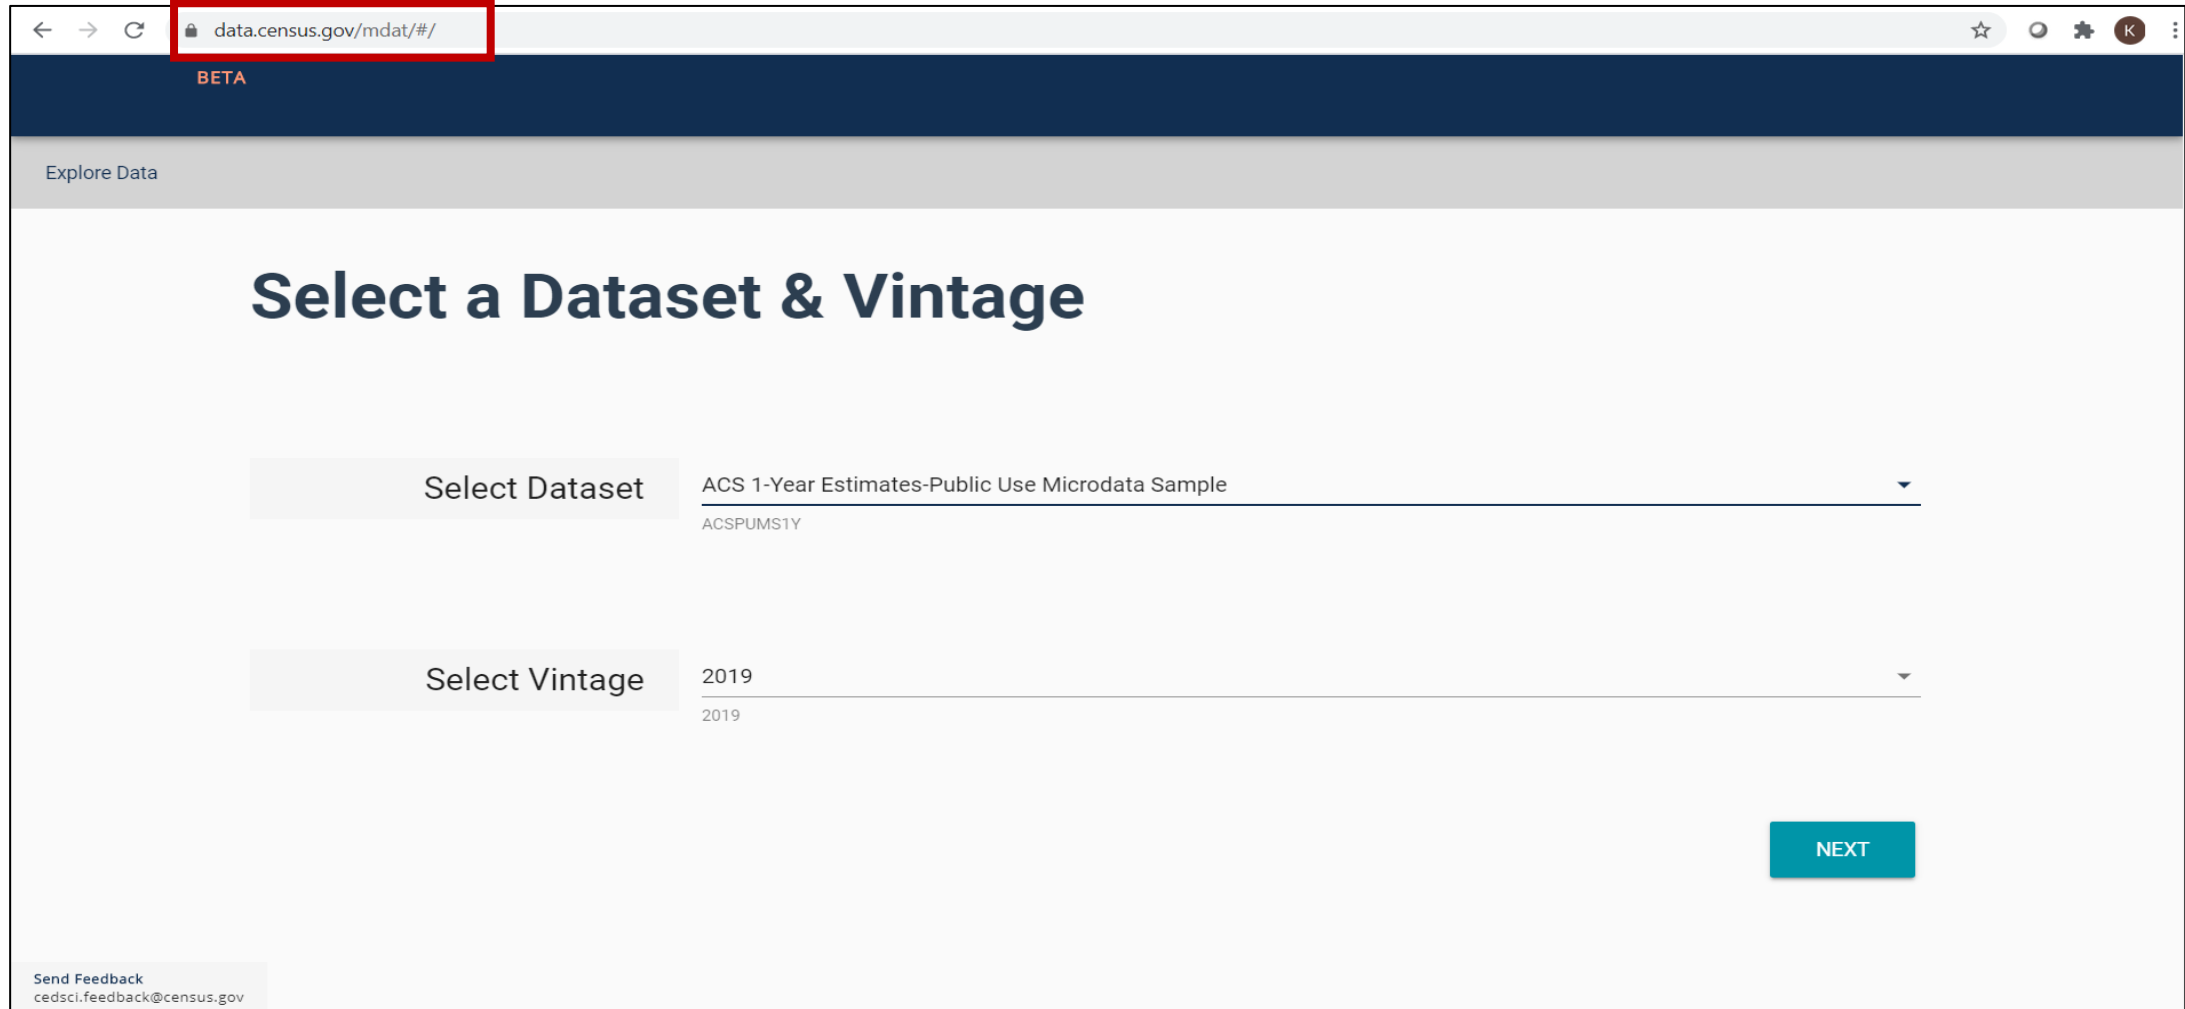 data.census.gov/mdat/#/
K
BETA
Explore Data
Select a Dataset & Vintage
Select Dataset
ACS 1-Year Estimates-Public Use Microdata Sample
ACSPUMS1Y
Select Vintage
2019
2019
NEXT
Send Feedback
cedsci.feedback@census.gov